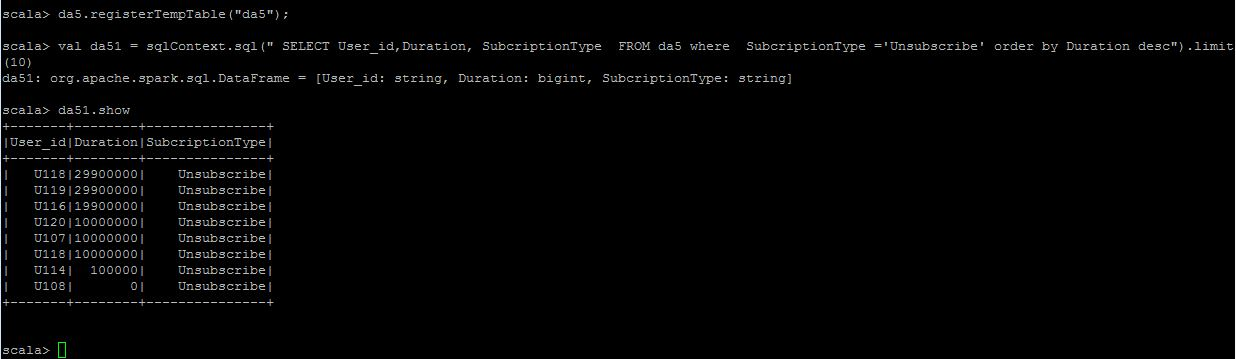 scala> da5.registerTempTable("da5");
scala> val da51 = sqlContext.sql(" SELECT User_id,Duration, SubcriptionType  FROM da5 where  SubcriptionType ='Unsubscribe' order by Duration desc").limit
(10)
da51: org.apache.spark.sql.DataFrame = [User_id: string, Duration: bigint, SubcriptionType: string]
scala> da51.show
+-------+--------+---------------+
|User_id|Duration|SubcriptionType|
+-------+--------+---------------+
|   U118|29900000|    Unsubscribe|
|   U119|29900000|    Unsubscribe|
|   U116|19900000|    Unsubscribe|
|   U120|10000000|    Unsubscribe|
|   U107|10000000|    Unsubscribe|
|   U118|10000000|    Unsubscribe|
|   U114|  100000|    Unsubscribe|
|   U108|       0|    Unsubscribe|
+-------+--------+---------------+
scala>